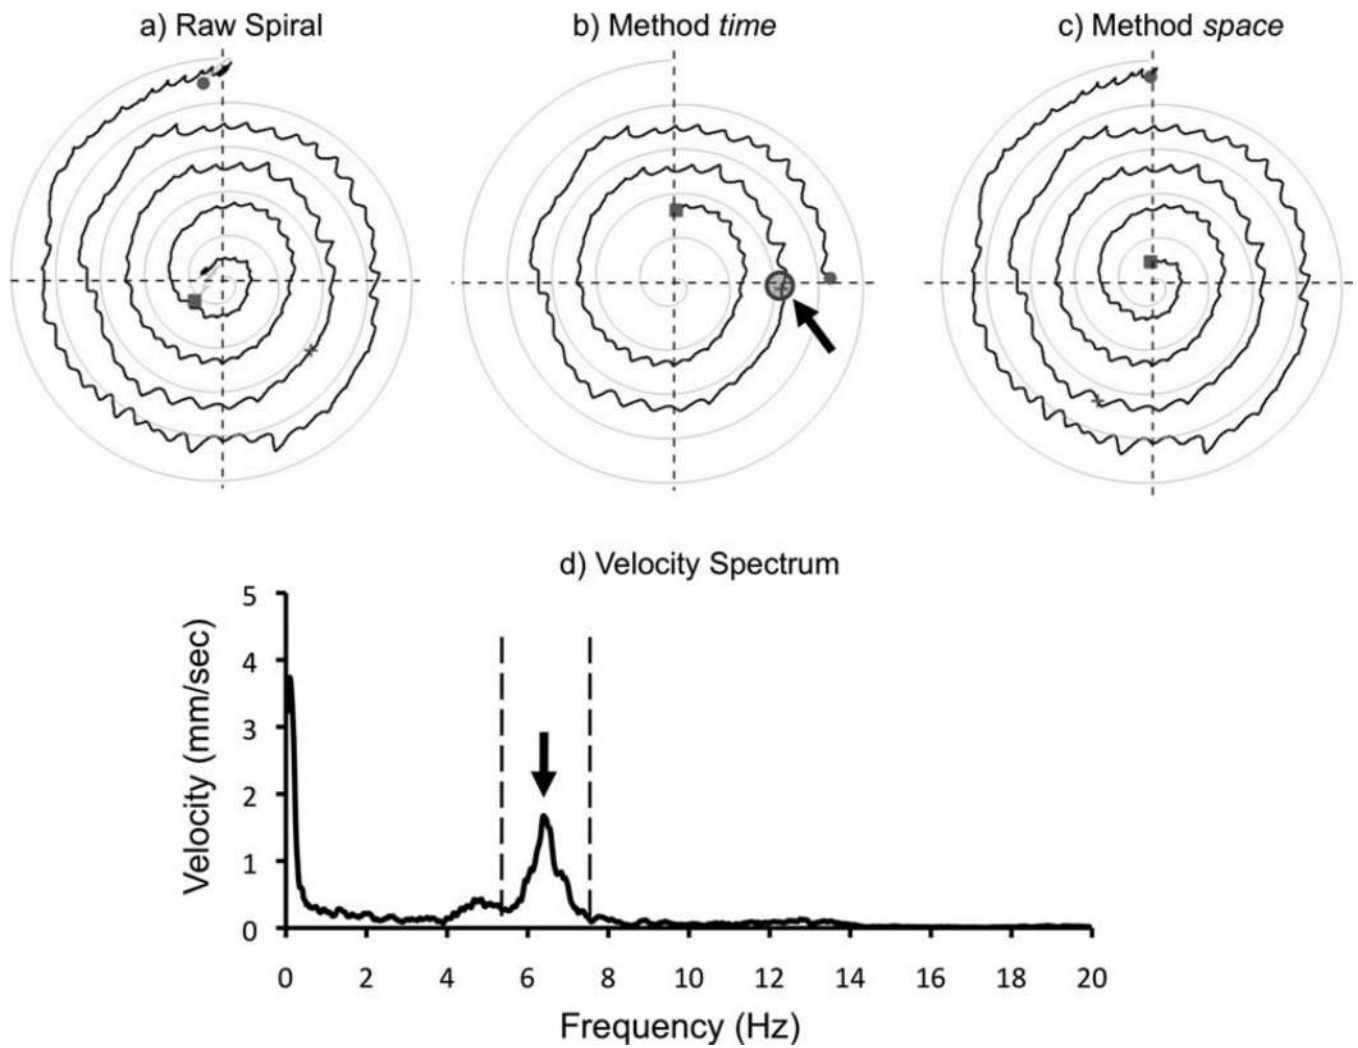 a) Raw Spiral
b) Method time
c) Method space
d) Velocity Spectrum
5
4
3
2
1
0
Velocity (mm/sec)
0 2 4 6 8 10 12 14 16 18 20
Frequency (Hz)